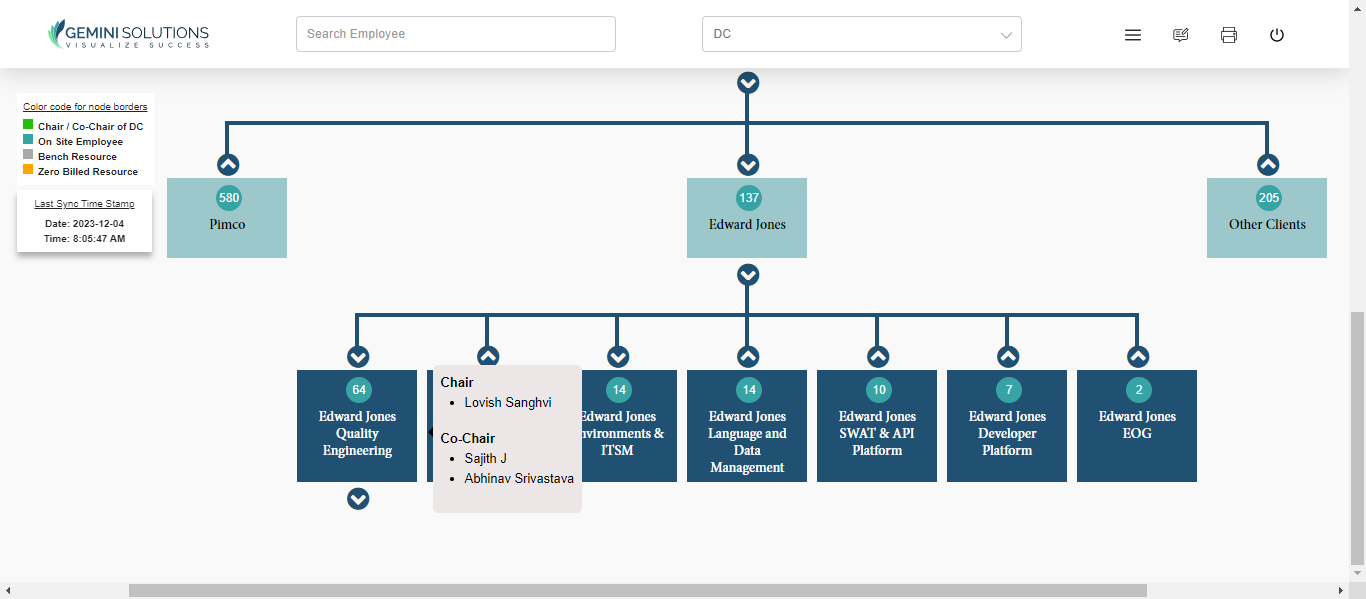 GEMINI SOLUTIONS
VISUALIZE SUCCESS
Search Employee
DC
Color code for node borders
Chair / Co-Chair of DC
On Site Employee
Bench Resource
Zero Billed Resource
Last Sync Time Stamp
Date: 2023-12-04
Time: 8:05:47 AM
580
Pimco
137
Edward Jones
205
Other Clients
64
Edward Jones
Quality
Engineering
Chair
• Lovish Sanghvi
Co-Chair
• Sajith J
• Abhinav Srivastava
14
Edward Jones
nvironments &
ITSM
14
Edward Jones
Language and
Data
Management
10
Edward Jones
SWAT & API
Platform
7
Edward Jones
Developer
Platform
2
Edward Jones
EOG